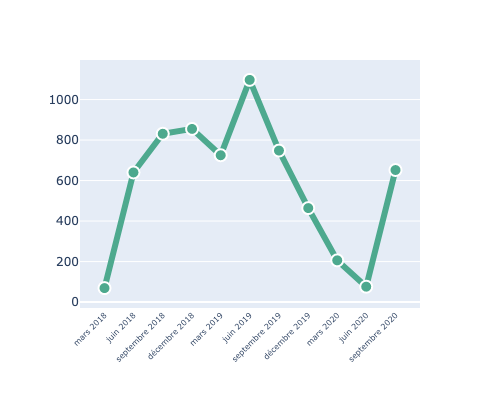 1000
800
600
400
200
0
mars 2018
juin 2018
septembre 2018
décembre 2018
mars 2019
juin 2019
septembre 2019
décembre 2019
mars 2020
juin 2020
septembre 2020